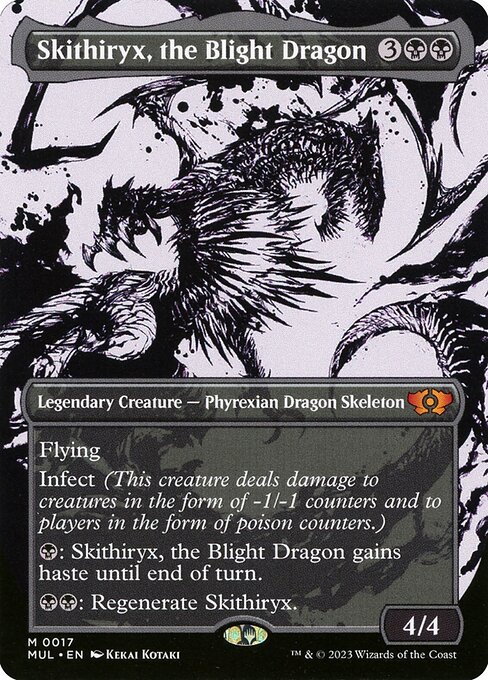 Skithiryx, the Blight Dragon 3
Legendary Creature — Phyrexian Dragon Skeleton
Flying
Infect (This creature deals damage to
creatures in the form of -1/-1 counters and to
players in the form of poison counters.)
: Skithiryx, the Blight Dragon gains
haste until end of turn.
: Regenerate Skithiryx.
4/4
M 0017
MUL • EN Kekai Kotaki
™ & © 2023 Wizards of the Coast